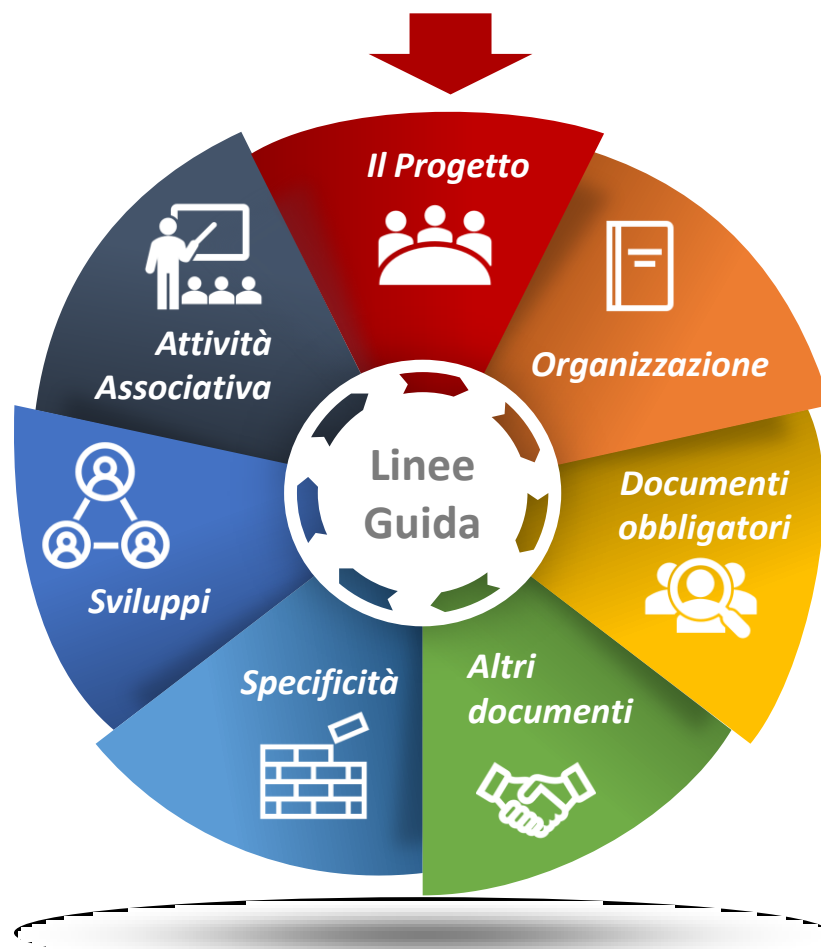 Il Progetto
Organizzazione
Documenti
obbligatori
Altri
documenti
Specificità
Sviluppi
Attività
Associativa
Linee
Guida